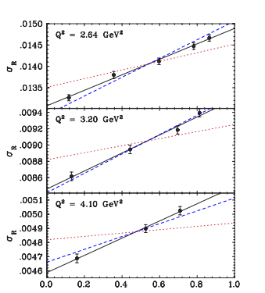 .0150
.0145
.0140
.0135
σR
Q² = 2.64 GeV²
.0094
.0092
.0090
.0088
.0086
σR
Q² = 3.20 GeV²
.0051
.0050
.0049
.0048
.0047
.0046
σR
Q² = 4.10 GeV²
0.0 0.2 0.4 0.6 0.8 1.0